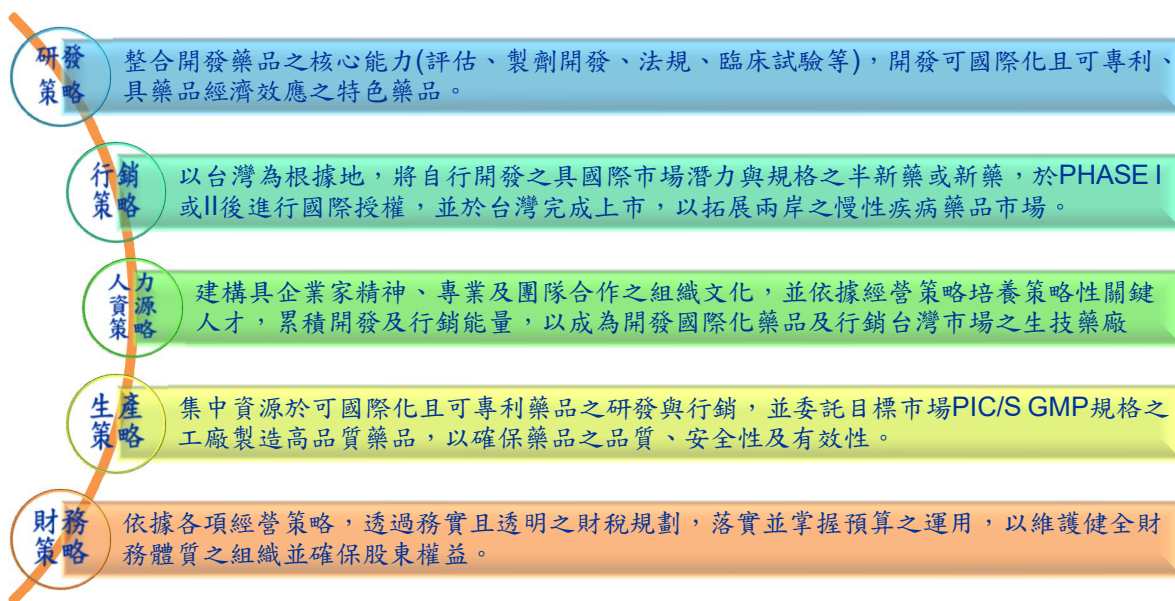 研發
策略
整合開發藥品之核心能力(評估、製劑開發、法規、臨床試驗等)，開發可國際化且可專利、
具藥品經濟效應之特色藥品。
行銷
策略
以台灣為根據地，將自行開發之具國際市場潛力與規格之半新藥或新藥，於PHASE I
或II後進行國際授權，並於台灣完成上市，以拓展兩岸之慢性疾病藥品市場。
人力
資源
策略
建構具企業家精神、專業及團隊合作之組織文化，並依據經營策略培養策略性關鍵
人才，累積開發及行銷能量，以成為開發國際化藥品及行銷台灣市場之生技藥廠
生產
策略
集中資源於可國際化且可專利藥品之研發與行銷，並委託目標市場PIC/S GMP規格之
工廠製造高品質藥品，以確保藥品之品質、安全性及有效性。
財務
策略
依據各項經營策略，透過務實且透明之財稅規劃，落實並掌握預算之運用，以維護健全財
務體質之組織並確保股東權益。